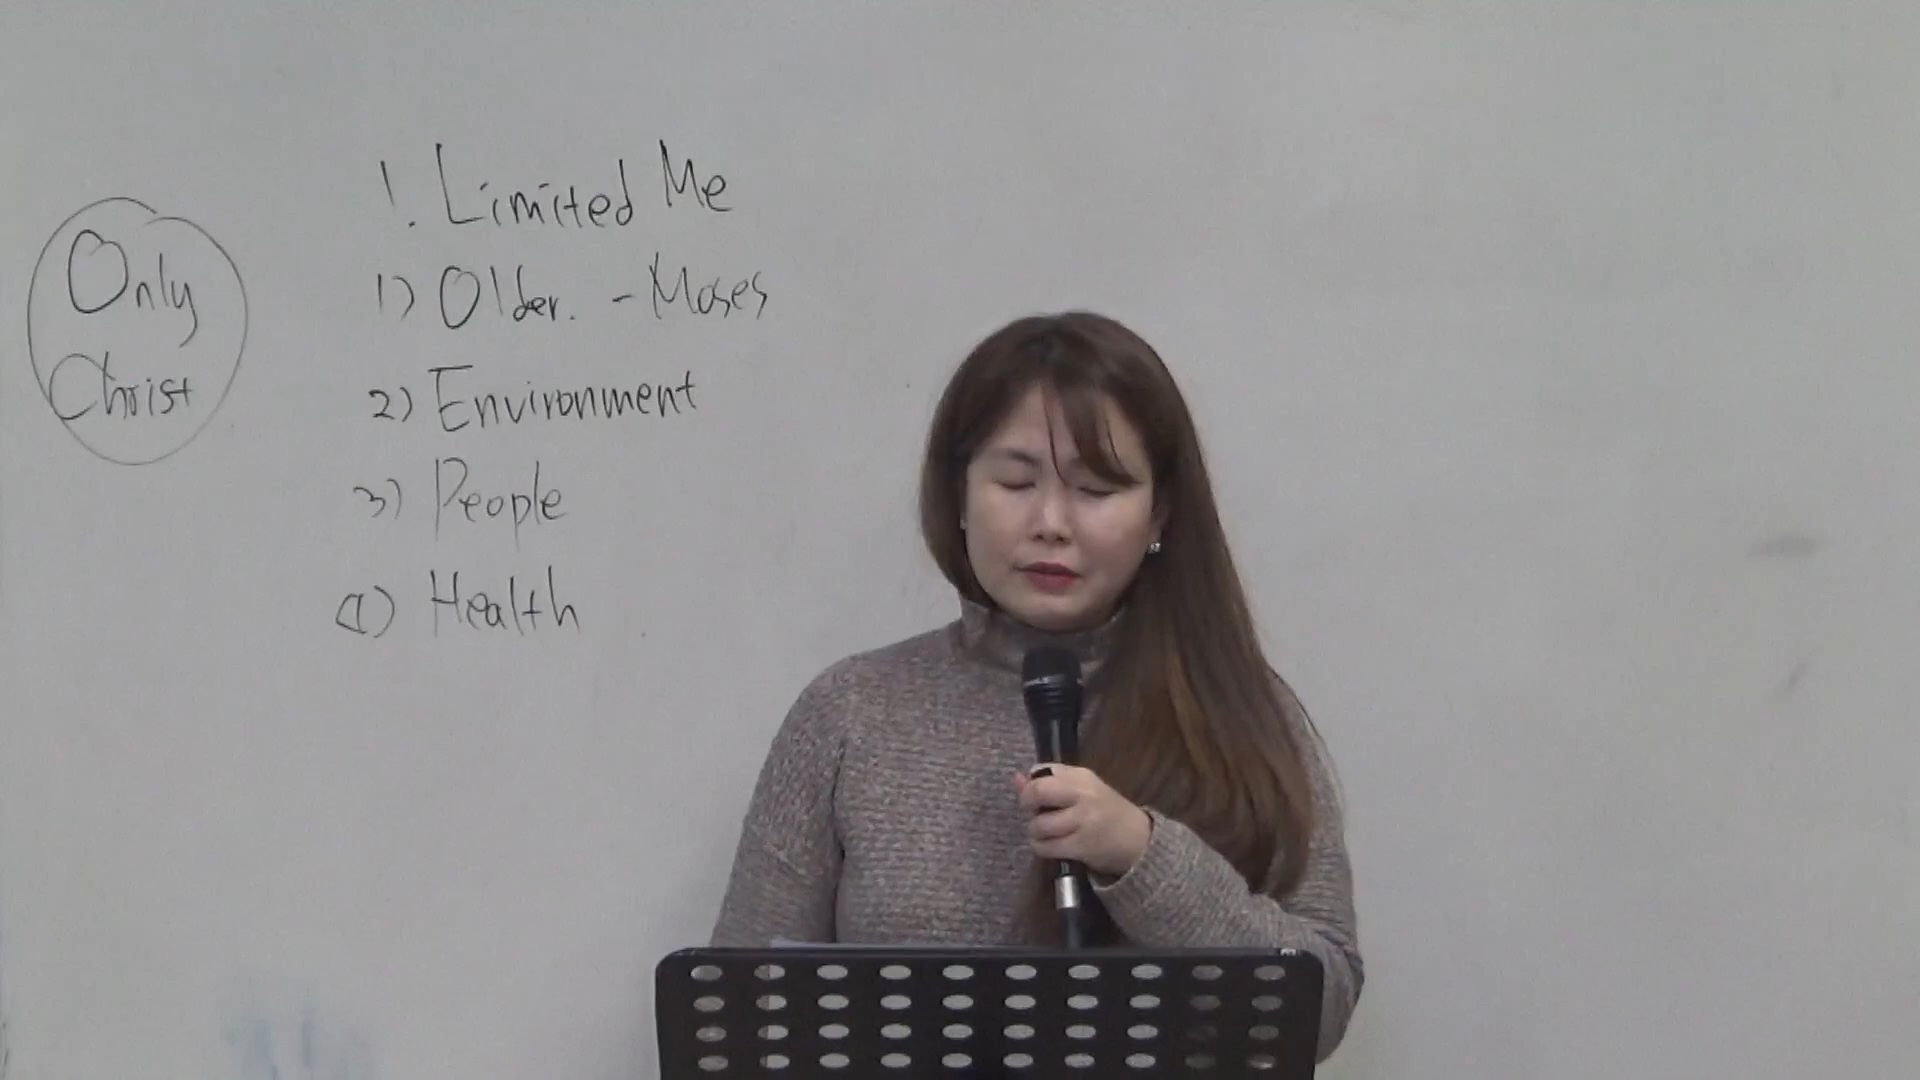 Only
Christ
1. Limited Me
1) Older. - Moses
2) Environment
3) People
4) Health